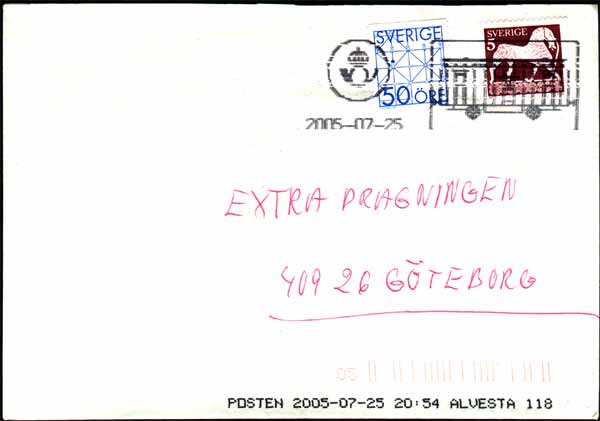 SVERIGE
50 ÖRE
SVERIGE
5
2005-07-25
EXTRA DRAGNINGEN
409 26 GÖTEBORG
05
POSTEN 2005-07-25 20:54 ALVESTA 118